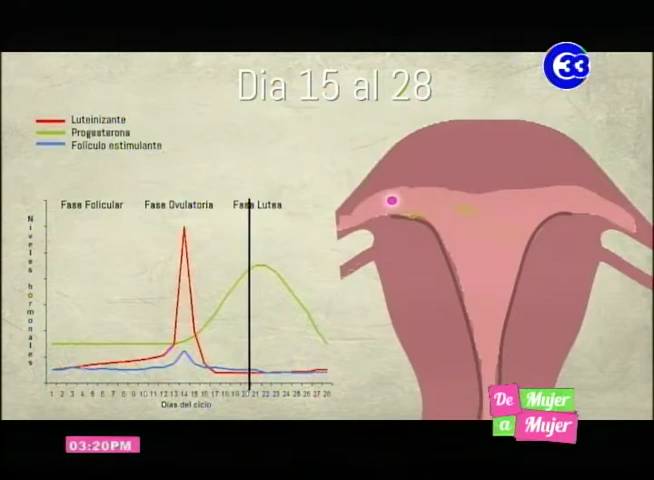 Dia 15 al 28
33
Luteinizante
Progesterona
Foliculo estimulante
Fase Folicular
Fase Ovulatoria
Fase Lutea
Niveles hormonales
1 2 3 4 5 6 7 8 9 10 11 12 13 14 15 16 17 18 19 20 21 22 23 24 25 26 27 28
Dias del ciclo
De Mujer
a Mujer
03:20PM